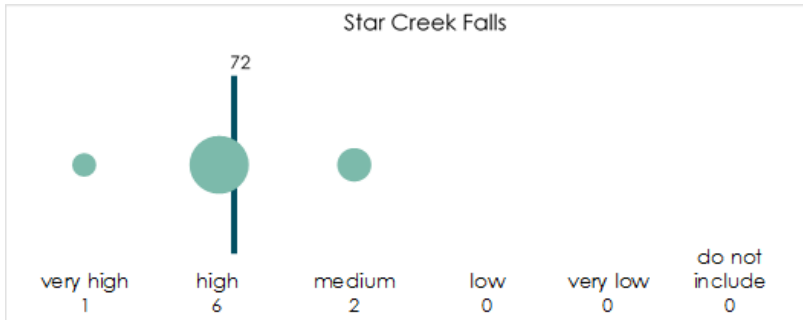 Star Creek Falls
72
very high
1
high
6
medium
2
low
0
very low
0
do not
include
0